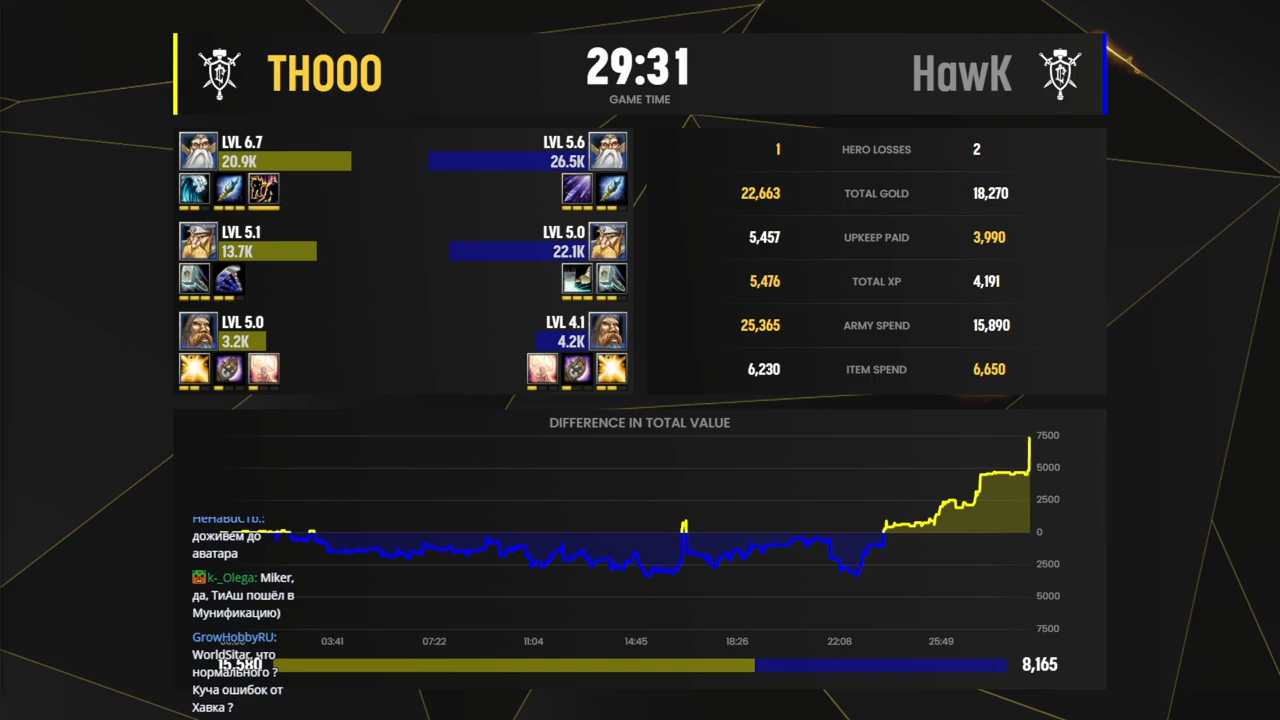 TH000
29:31
GAME TIME
HawK
LVL 6.7
20.9K
LVL 5.6
26.5K
LVL 5.1
13.7K
LVL 5.0
22.1K
LVL 5.0
3.2K
LVL 4.1
4.2K
1 HERO LOSSES 2
22,663 TOTAL GOLD 18,270
5,457 UPKEEP PAID 3,990
5,476 TOTAL XP 4,191
25,365 ARMY SPEND 15,890
6,230 ITEM SPEND 6,650
DIFFERENCE IN TOTAL VALUE
7500
5000
2500
0
2500
5000
7500
НеНаВиСтЬ.:
доживём до
аватара
k-_Olega: Miker,
да, ТиАш пошёл в
Мунификацию)
GrowHobbyRU:
WorldSitar, что
нормального ?
Куча ошибок от
Хавка ?
03:41 07:22 11:04 14:45 18:26 22:08 25:49
15,580
8,165